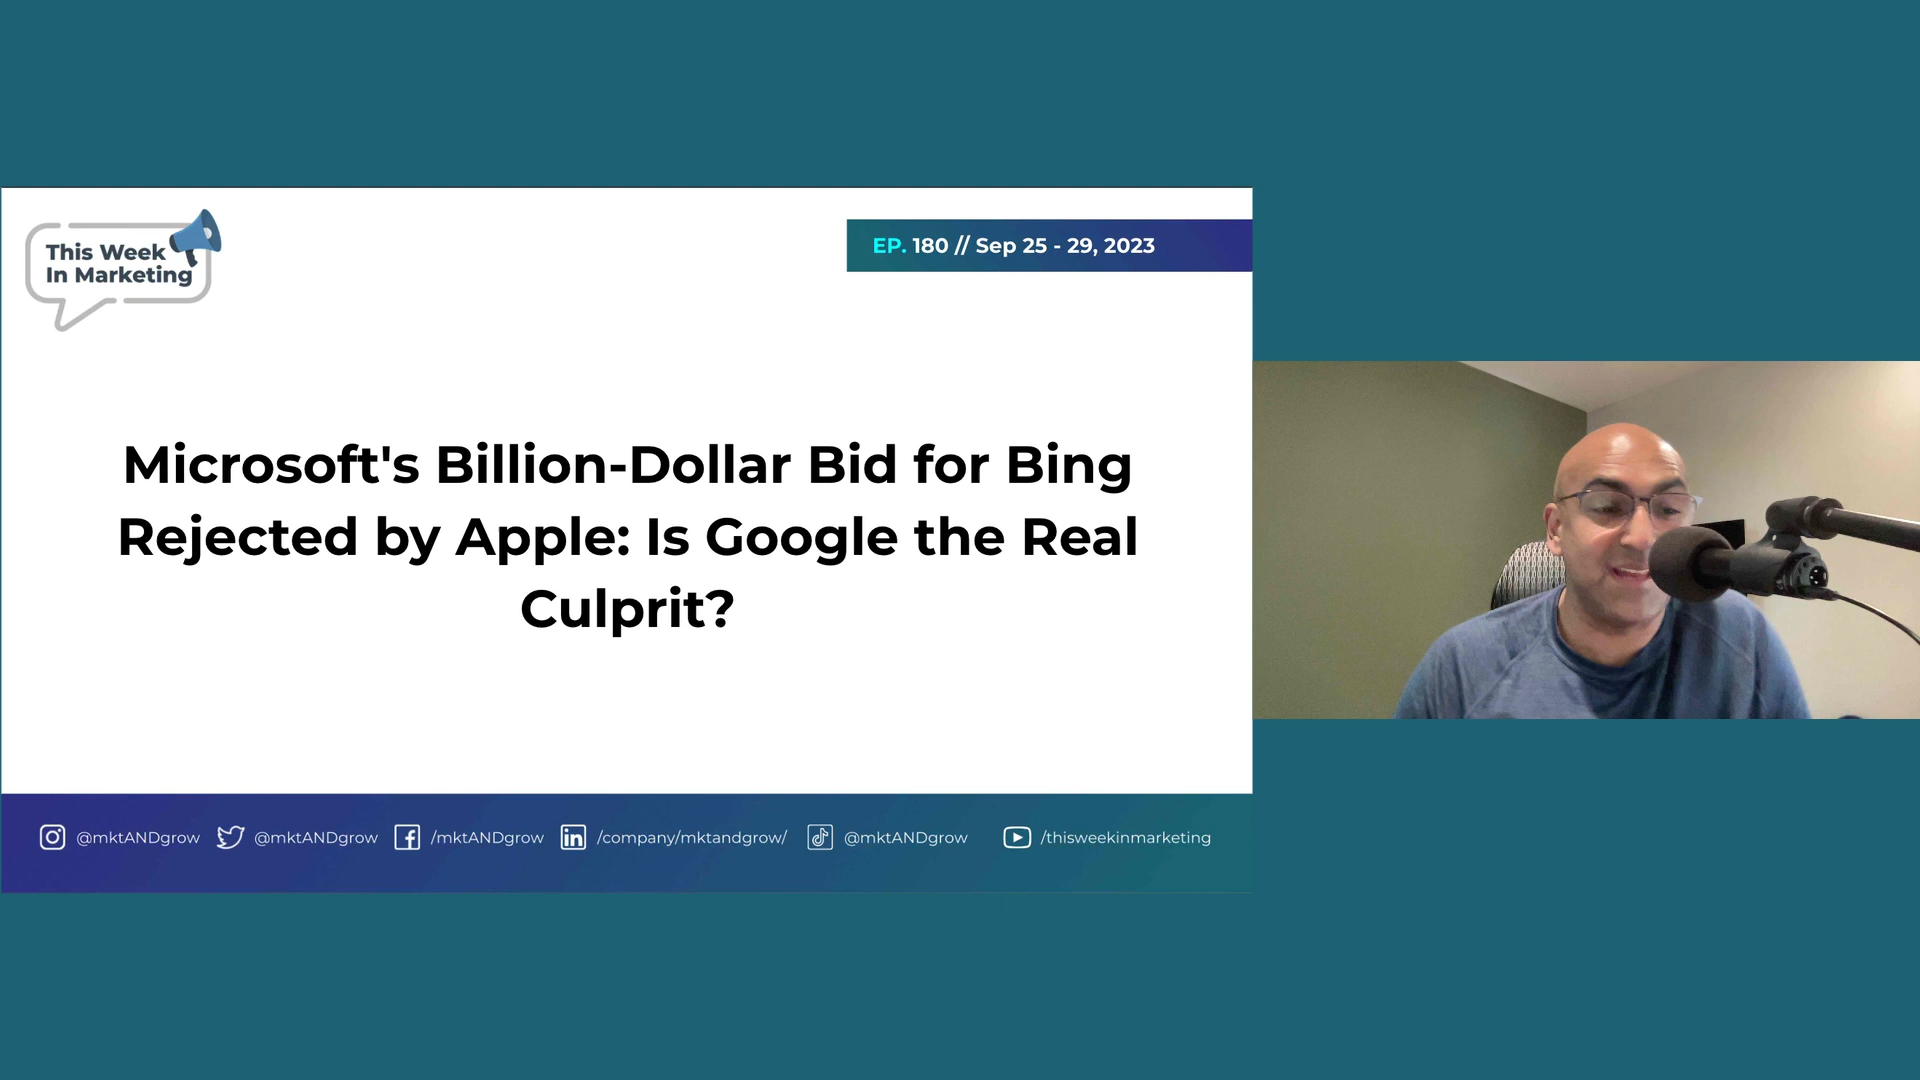 This Week
In Marketing
EP. 180 // Sep 25 - 29, 2023
Microsoft's Billion-Dollar Bid for Bing
Rejected by Apple: Is Google the Real
Culprit?
@mktANDgrow @mktANDgrow /mktANDgrow /company/mktandgrow/ @mktANDgrow /thisweekinmarketing